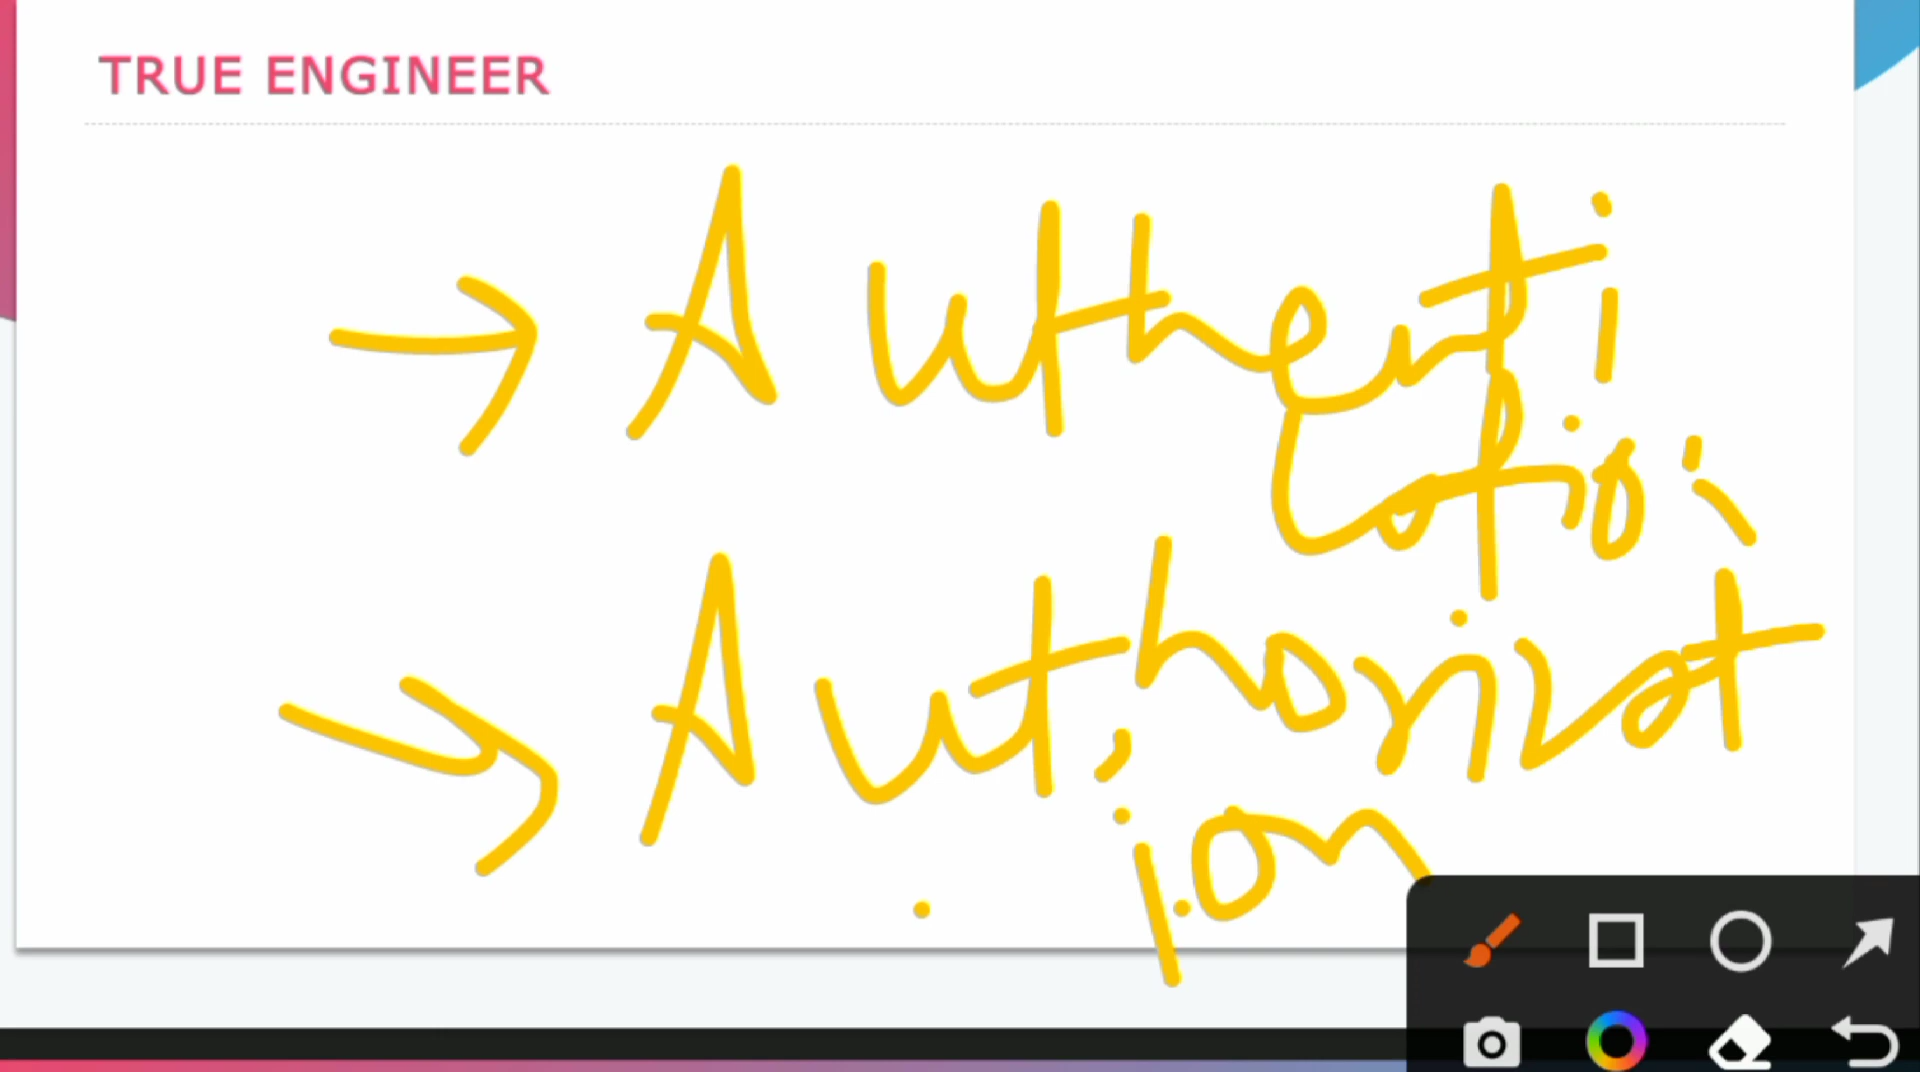 TRUE ENGINEER
→ Authenti
cation
→ Authorizat
ion